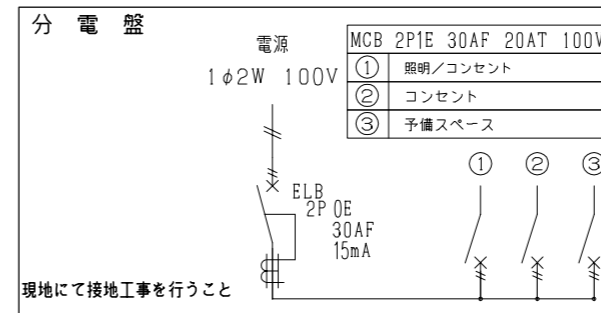 分電盤
電源
1φ2W 100V
MCB 2P1E 30AF 20AT 100V
① 照明/コンセント
② コンセント
③ 予備スペース
① ② ③
ELB
2P 0E
30AF
15mA
現地にて接地工事を行うこと